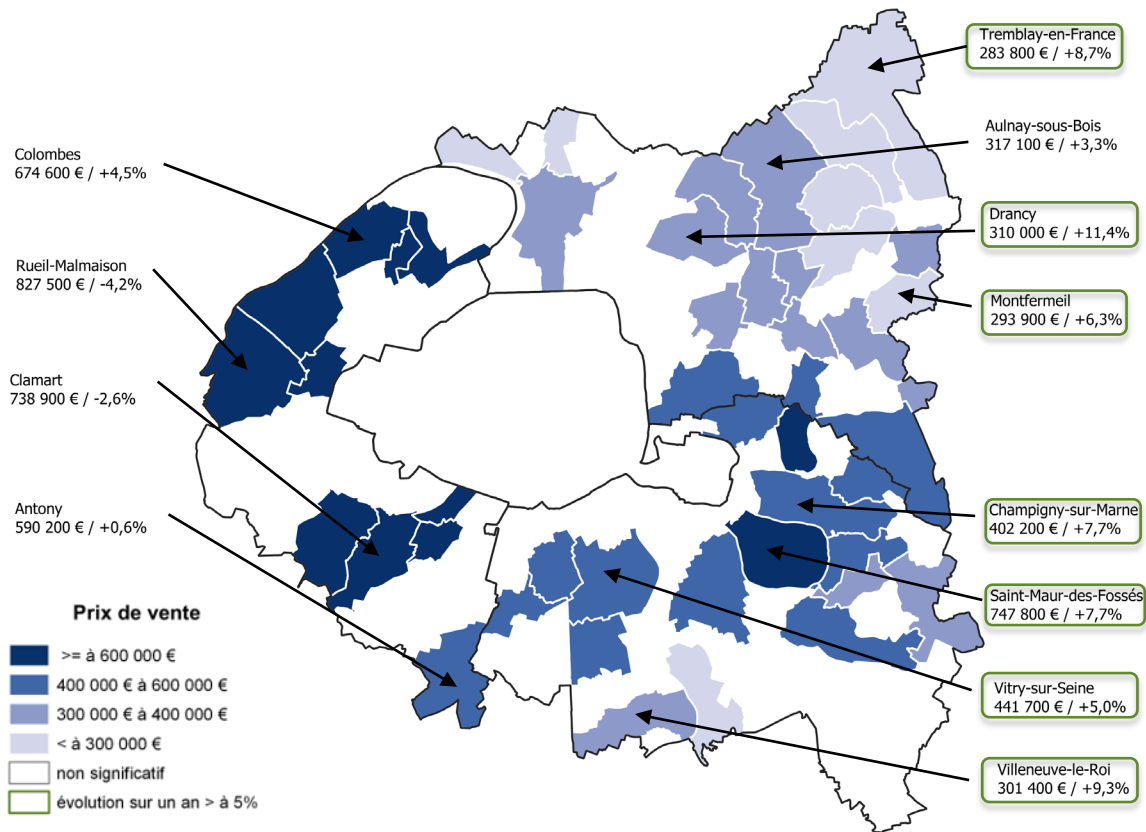 Tremblay-en-France
283 800 € / +8,7%
Aulnay-sous-Bois
317 100 € / +3,3%
Colombes
674 600 € / +4,5%
Drancy
310 000 € / +11,4%
Rueil-Malmaison
827 500 € / -4,2%
Montfermeil
293 900 € / +6,3%
Clamart
738 900 € / -2,6%
Antony
590 200 € / +0,6%
Champigny-sur-Marne
402 200 € / +7,7%
Saint-Maur-des-Fossés
747 800 € / +7,7%
Vitry-sur-Seine
441 700 € / +5,0%
Villeneuve-le-Roi
301 400 € / +9,3%
Prix de vente
>= à 600 000 €
400 000 € à 600 000 €
300 000 € à 400 000 €
< à 300 000 €
non significatif
évolution sur un an > à 5%